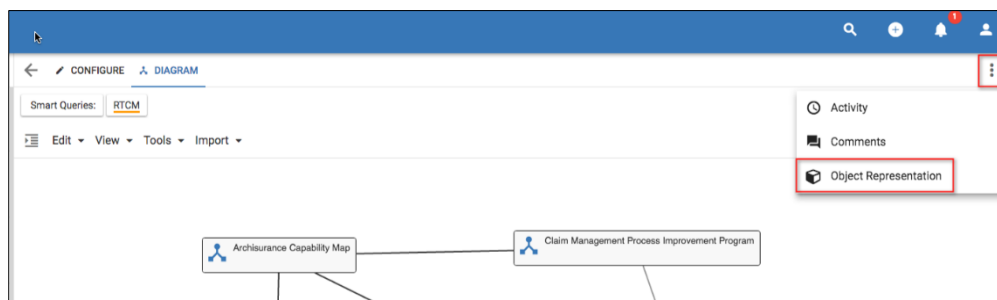 1
CONFIGURE DIAGRAM
Smart Queries: RTCM
Activity
Edit View Tools Import
Comments
Object Representation
Archisurance Capability Map
Claim Management Process Improvement Program